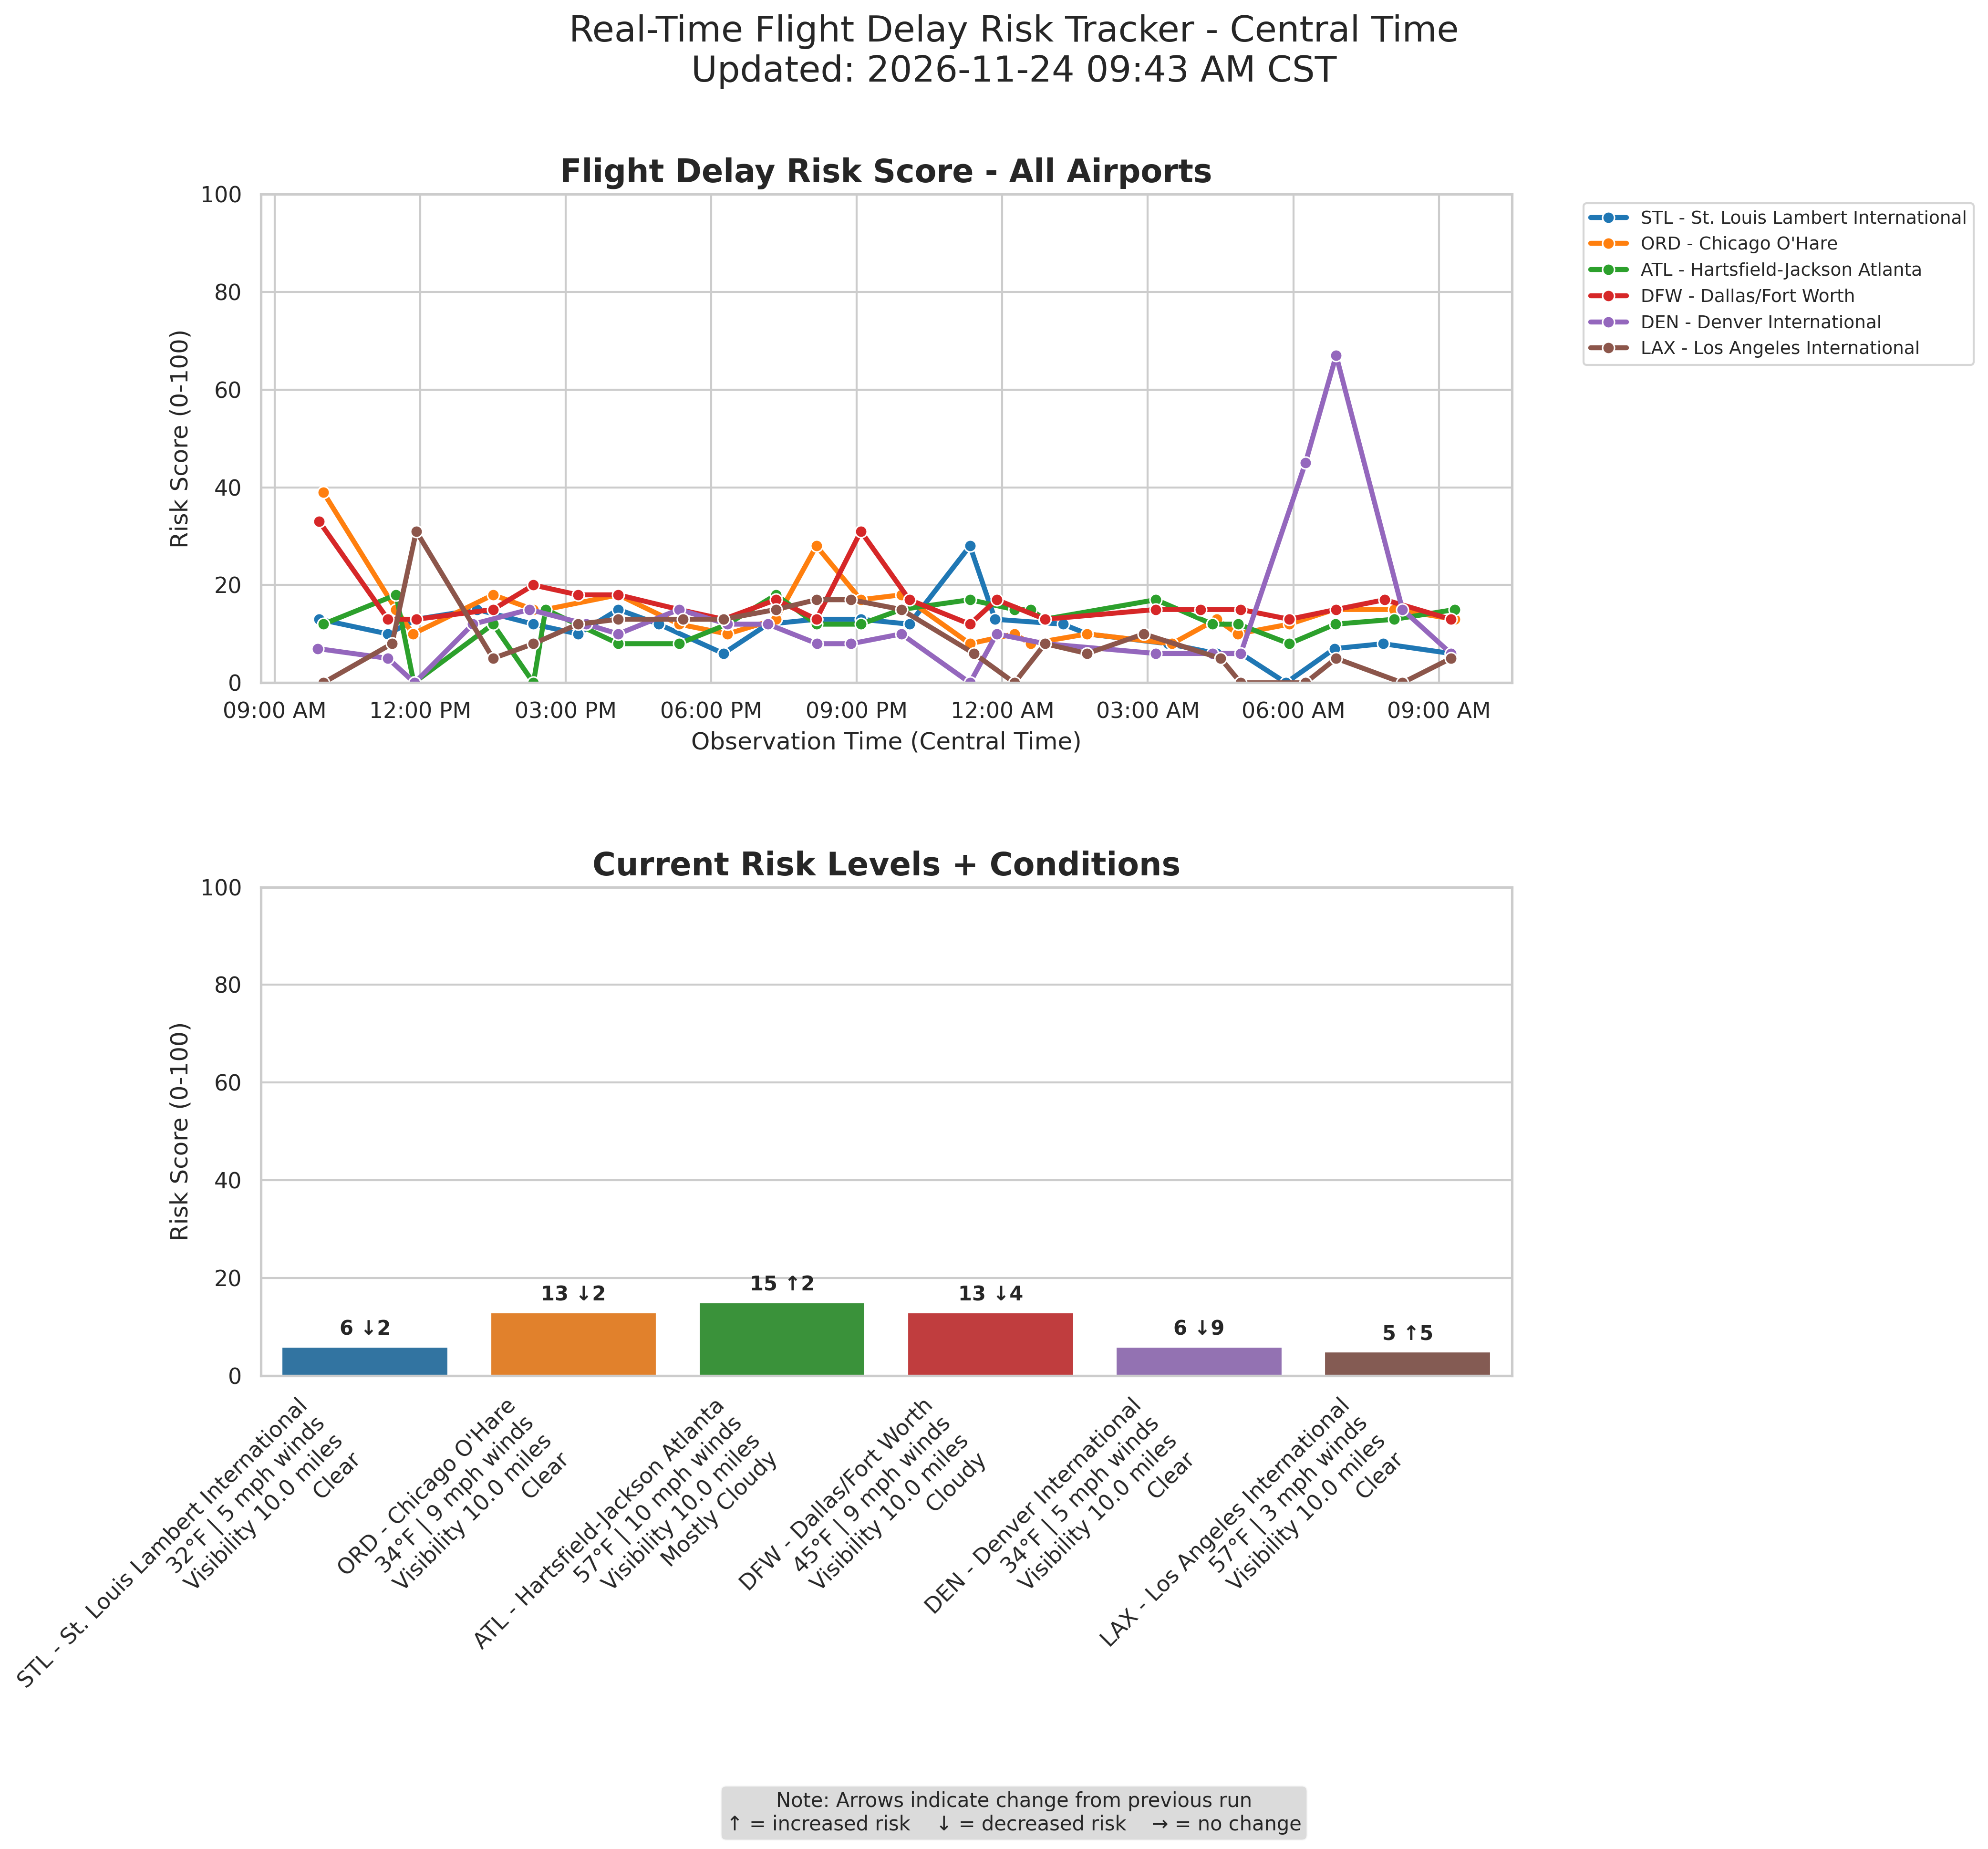 Real-Time Flight Delay Risk Tracker - Central Time
Updated: 2026-11-24 09:43 AM CST
Flight Delay Risk Score - All Airports
100
80
60
40
20
0
Risk Score (0-100)
09:00 AM
12:00 PM
03:00 PM
06:00 PM
09:00 PM
12:00 AM
03:00 AM
06:00 AM
09:00 AM
Observation Time (Central Time)
STL - St. Louis Lambert International
ORD - Chicago O'Hare
ATL - Hartsfield-Jackson Atlanta
DFW - Dallas/Fort Worth
DEN - Denver International
LAX - Los Angeles International
Current Risk Levels + Conditions
100
80
60
40
20
0
Risk Score (0-100)
6 ↓2
13 ↓2
15 ↑2
13 ↓4
6 ↓9
5 ↑5
STL - St. Louis Lambert International
32°F | 5 mph winds
Visibility 10.0 miles
Clear
ORD - Chicago O'Hare
34°F | 9 mph winds
Visibility 10.0 miles
Clear
ATL - Hartsfield-Jackson Atlanta
57°F | 10 mph winds
Visibility 10.0 miles
Mostly Cloudy
DFW - Dallas/Fort Worth
45°F | 9 mph winds
Visibility 10.0 miles
Cloudy
DEN - Denver International
34°F | 5 mph winds
Visibility 10.0 miles
Clear
LAX - Los Angeles International
57°F | 3 mph winds
Visibility 10.0 miles
Clear
Note: Arrows indicate change from previous run
↑ = increased risk ↓ = decreased risk → = no change